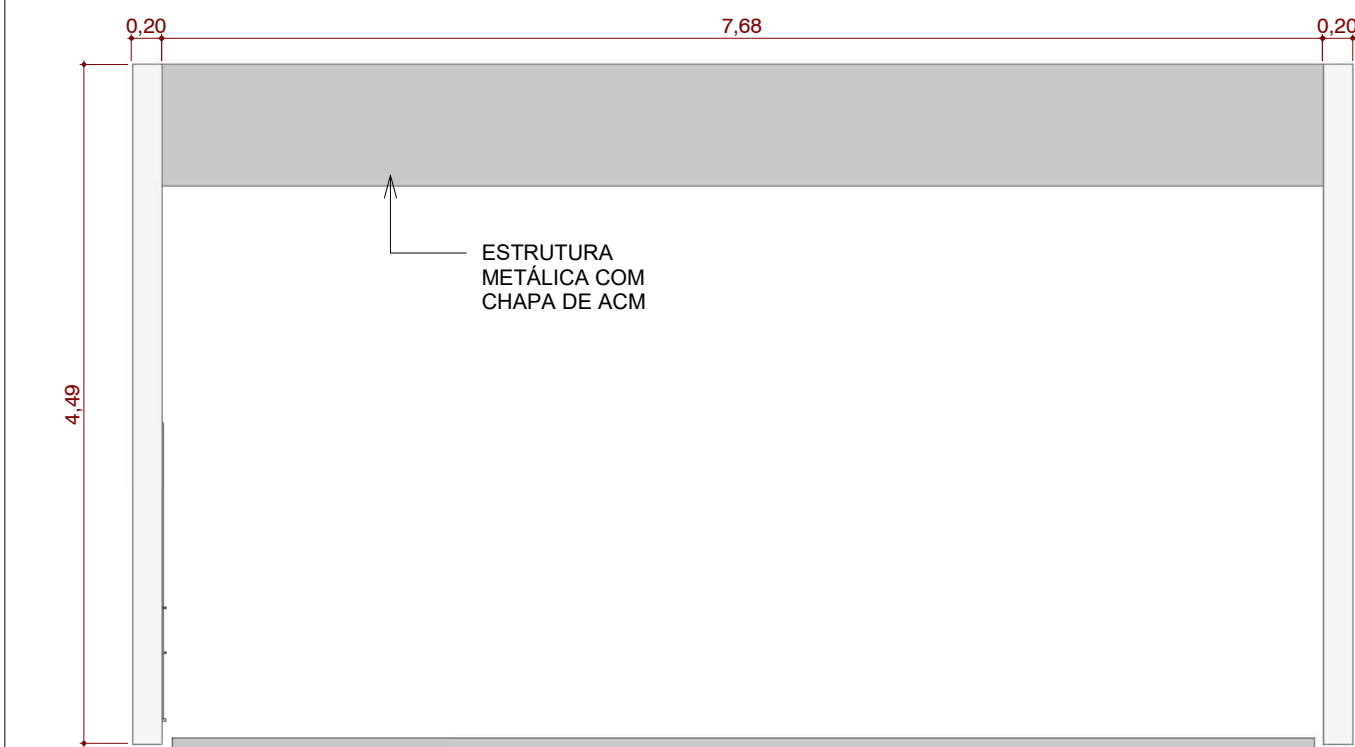 0,20
7,68
0,20
4,49
ESTRUTURA
METÁLICA COM
CHAPA DE ACM